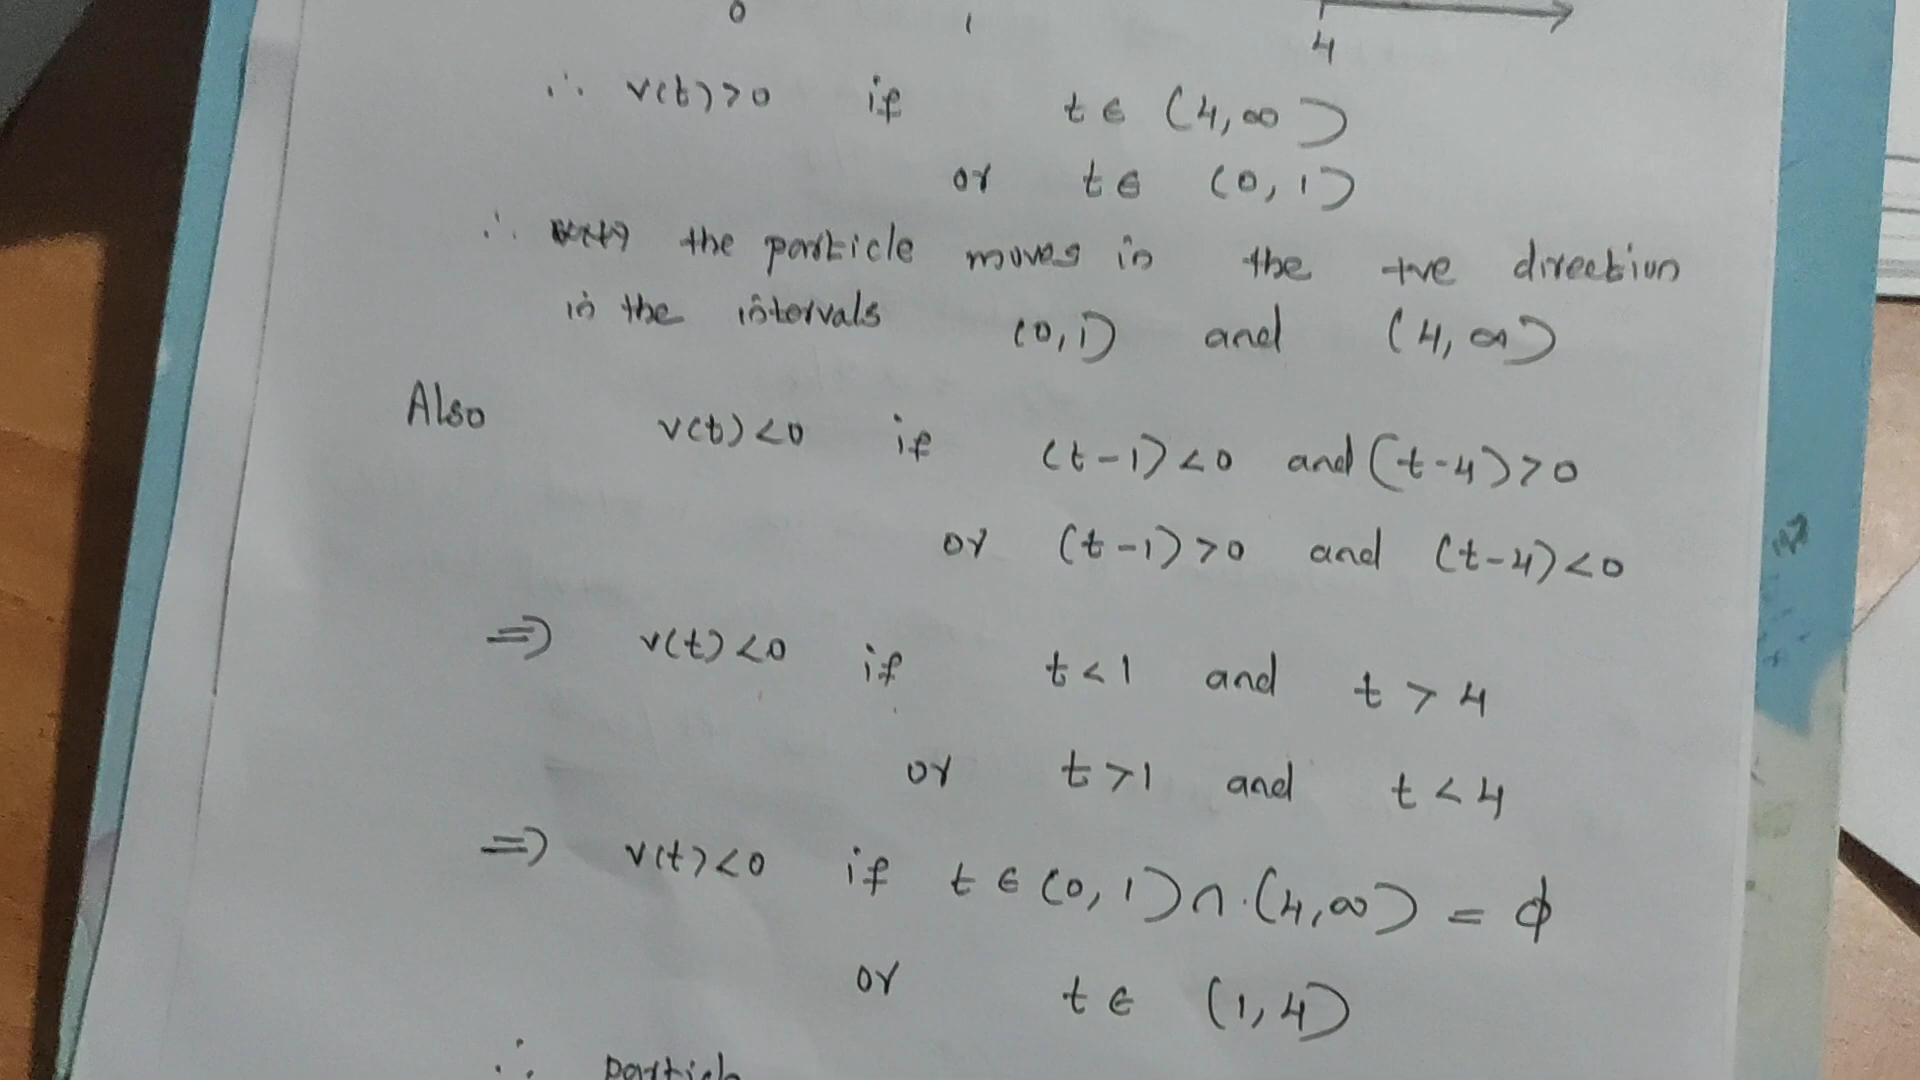 0 1 4
∴ v(t)>0 if t∈ (4,∞)
or t∈ (0,1)
∴ the particle moves in the +ve direction
in the intervals (0,1) and (4,∞)
Also v(t)<0 if (t-1)<0 and (t-4)>0
or (t-1)>0 and (t-4)<0
⇒ v(t)<0 if t<1 and t>4
or t>1 and t<4
⇒ v(t)<0 if t∈(0,1)∩(4,∞) = ϕ
or t∈ (1,4)
∴